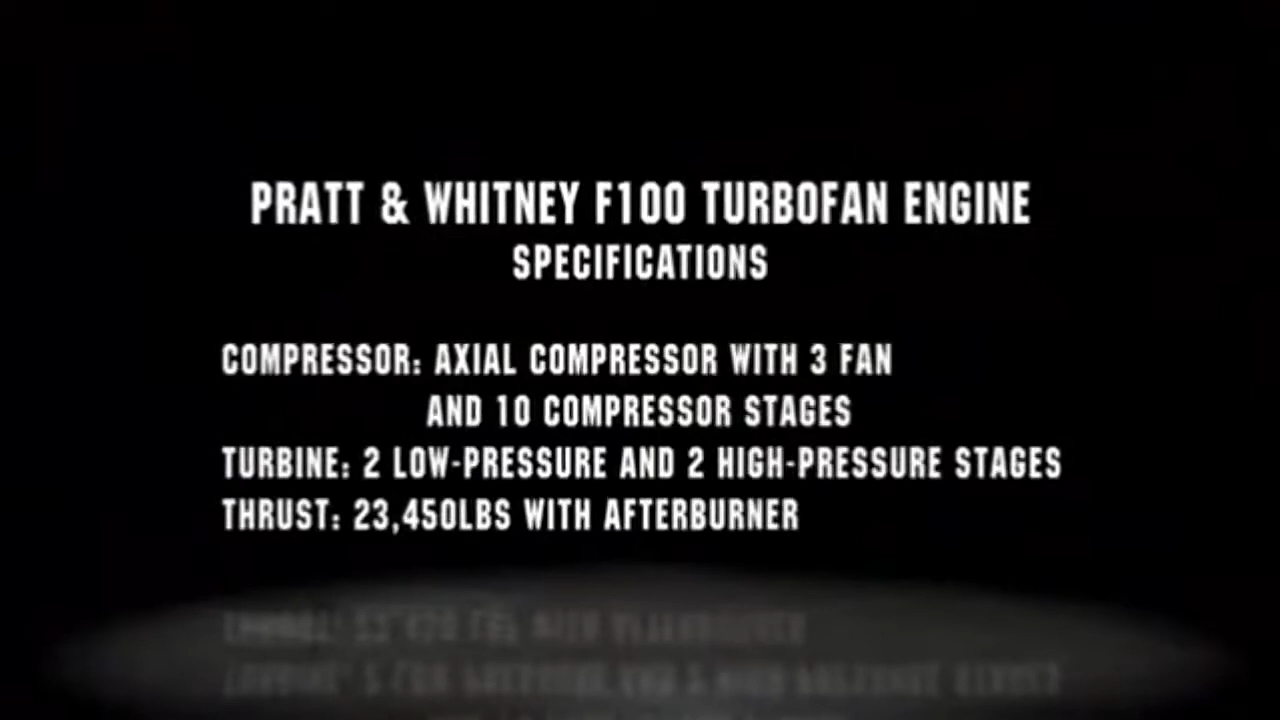 PRATT & WHITNEY F100 TURBOFAN ENGINE
SPECIFICATIONS
COMPRESSOR: AXIAL COMPRESSOR WITH 3 FAN
AND 10 COMPRESSOR STAGES
TURBINE: 2 LOW-PRESSURE AND 2 HIGH-PRESSURE STAGES
THRUST: 23,450LBS WITH AFTERBURNER